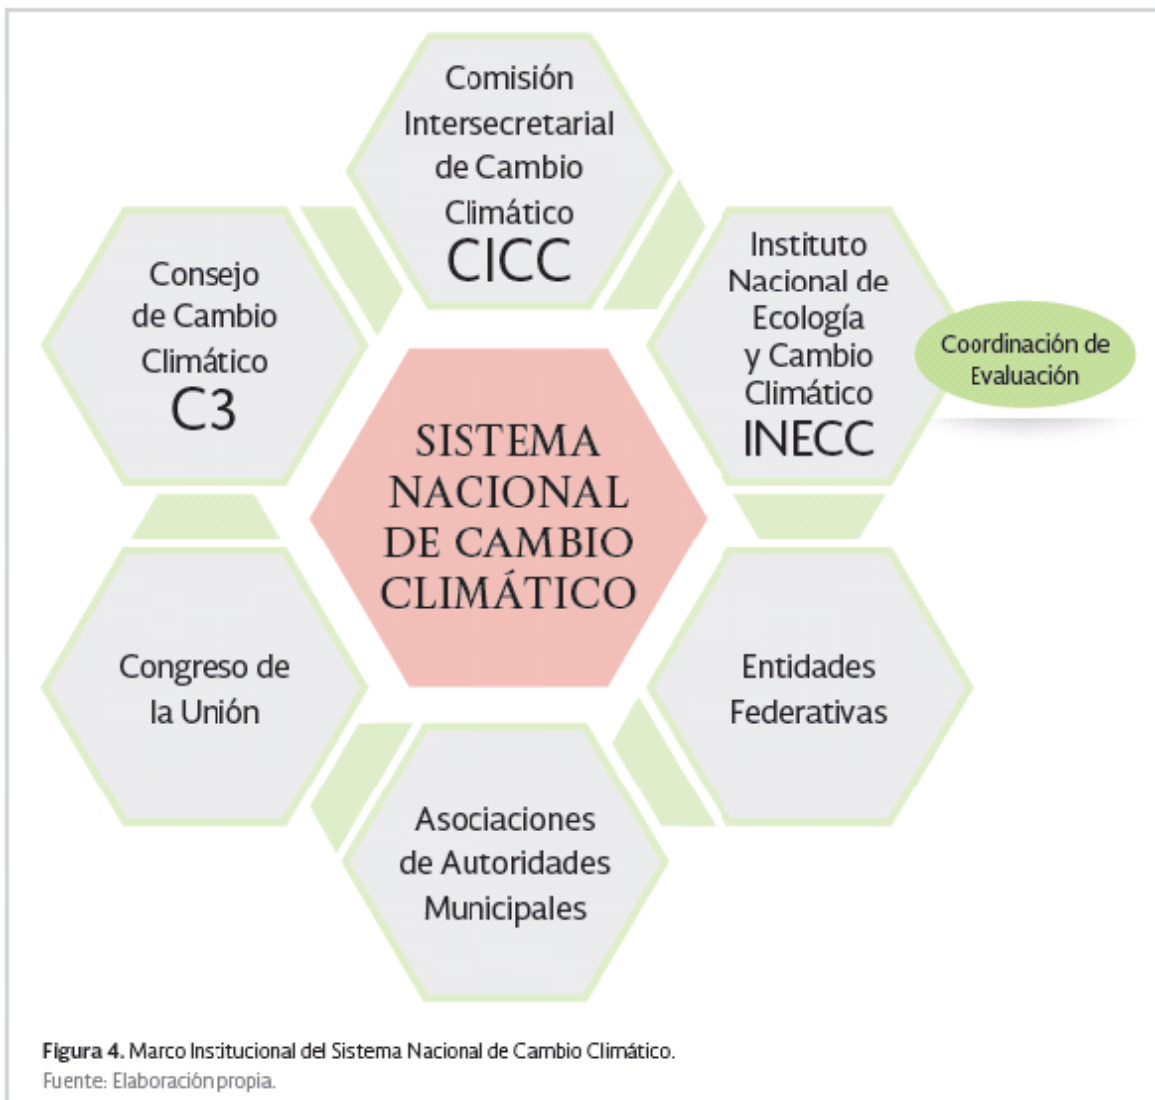 Comisión
Intersecretarial
de Cambio
Climático
CICC
Consejo
de Cambio
Climático
C3
Instituto
Nacional de
Ecología
y Cambio
Climático
INECC
Coordinación de
Evaluación
SISTEMA
NACIONAL
DE CAMBIO
CLIMÁTICO
Congreso de
la Unión
Entidades
Federativas
Asociaciones
de Autoridades
Municipales
Figura 4. Marco Institucional del Sistema Nacional de Cambio Climático.
Fuente: Elaboración propia.